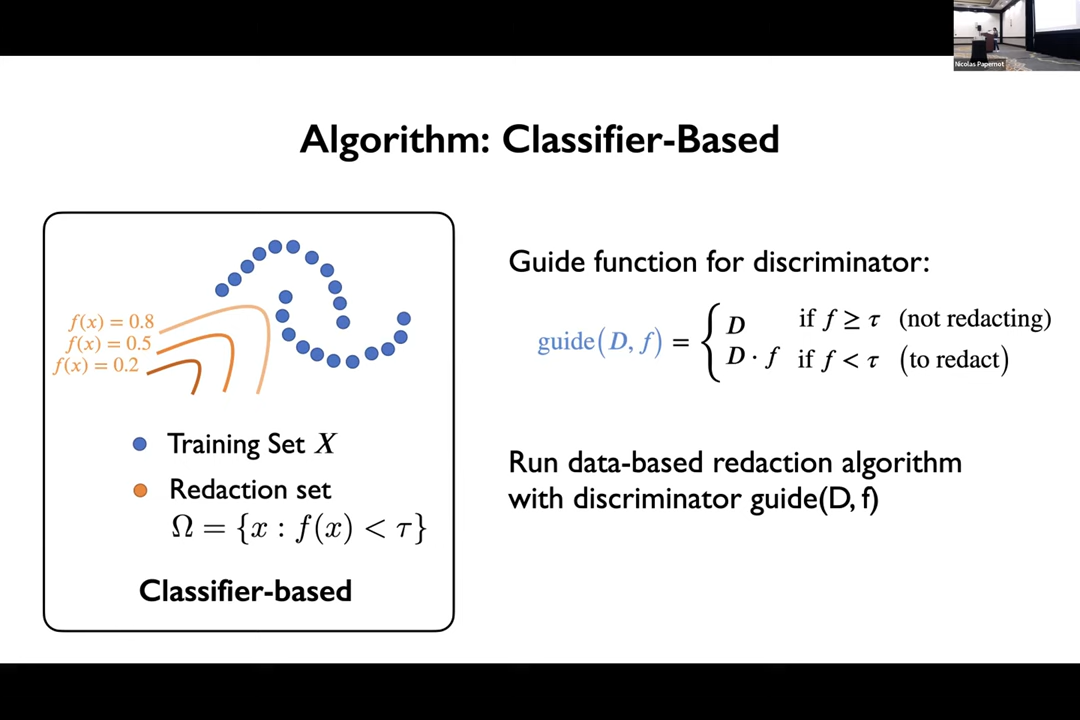 Nicolas Papernot
Algorithm: Classifier-Based
f(x) = 0.8
f(x) = 0.5
f(x) = 0.2
Training Set X
Redaction set
Ω = {x : f(x) < τ}
Classifier-based
Guide function for discriminator:
guide(D, f) = { D if f ≥ τ (not redacting)
D · f if f < τ (to redact)
Run data-based redaction algorithm
with discriminator guide(D, f)